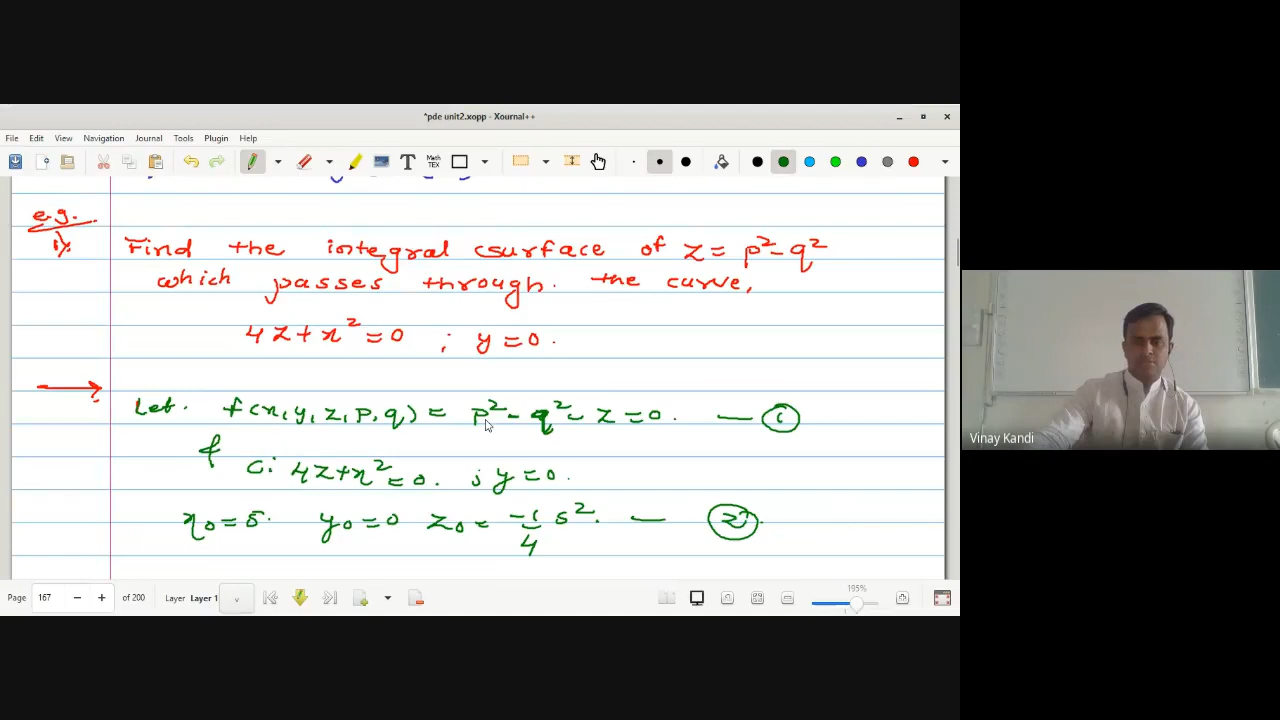 *pde unit2.xopp - Xournal++
File Edit View Navigation Journal Tools Plugin Help
e.g.
1)
Find the integral surface of z = p² - q²
which passes through the curve,
4z + x² = 0 ; y = 0.
Let. f(x, y, z, p, q) = p² - q² - z = 0. — ①
&
C: 4z + x² = 0. ; y = 0.
x₀ = s. y₀ = 0 z₀ = -1/4 s². — ②
Vinay Kandi
Page 167 of 200 Layer Layer 1 195%